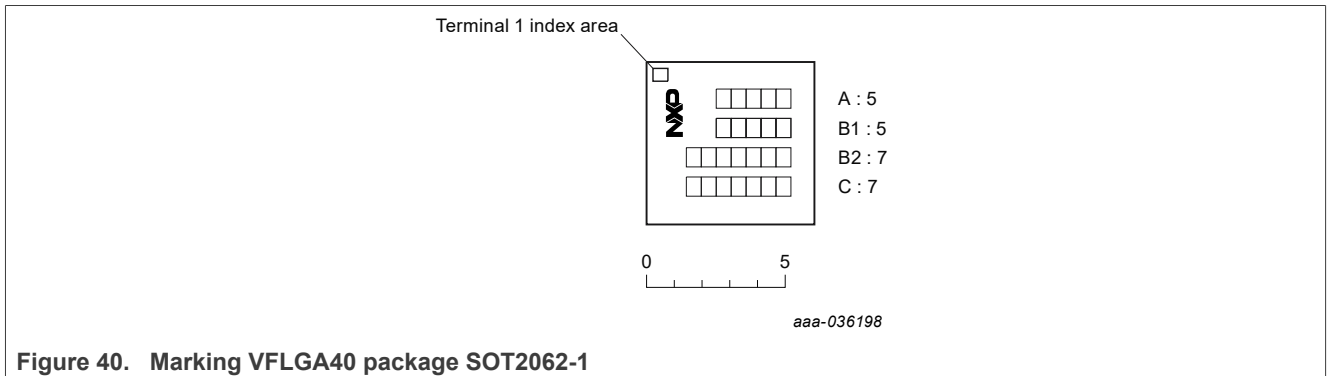 Terminal 1 index area
NXP
A : 5
B1 : 5
B2 : 7
C : 7
0 5
aaa-036198
Figure 40. Marking VFLGA40 package SOT2062-1